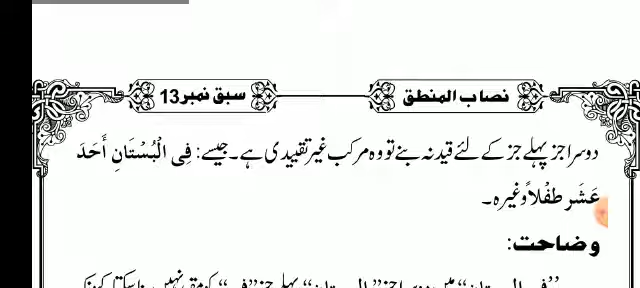 نصاب المنطق
سبق نمبر13
دوسرا جز پہلے جز کے لئے قید نہ بنے تو وہ مرکب غیر تقییدی ہے۔ جیسے: فِی الْبُسْتَانِ أَحَدَ
عَشَر طِفْلاً وغیرہ۔
وضاحت: